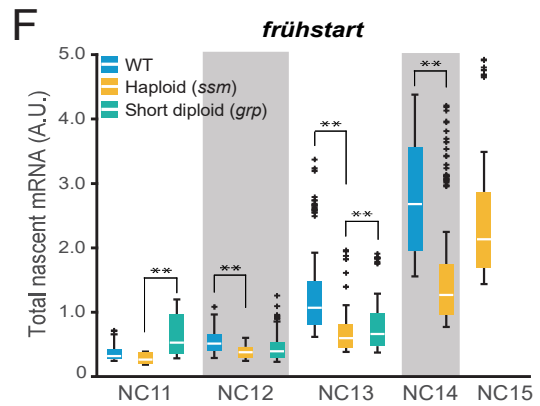 F
frühstart
Total nascent mRNA (A.U.)
5.0
4.0
3.0
2.0
1.0
0
WT
Haploid (ssm)
Short diploid (grp)
**
**
**
**
**
NC11 NC12 NC13 NC14 NC15